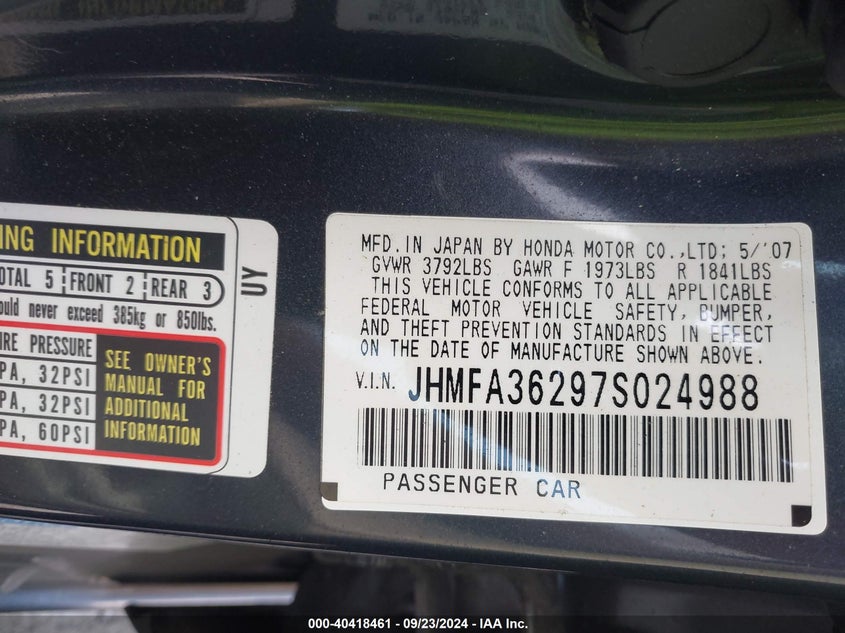 ING INFORMATION
OTAL 5 FRONT 2 REAR 3
ould never exceed 385kg or 850lbs.
IRE PRESSURE
PA, 32PSI
PA, 32PSI
PA, 60PSI
SEE OWNER'S
MANUAL FOR
ADDITIONAL
INFORMATION
UY
MFD. IN JAPAN BY HONDA MOTOR CO.,LTD; 5/'07
GVWR 3792LBS GAWR F 1973LBS R 1841LBS
THIS VEHICLE CONFORMS TO ALL APPLICABLE
FEDERAL MOTOR VEHICLE SAFETY, BUMPER,
AND THEFT PREVENTION STANDARDS IN EFFECT
ON THE DATE OF MANUFACTURE SHOWN ABOVE.
V.I.N. JHMFA36297S024988
PASSENGER CAR
000-40418461 - 09/23/2024 - IAA Inc.